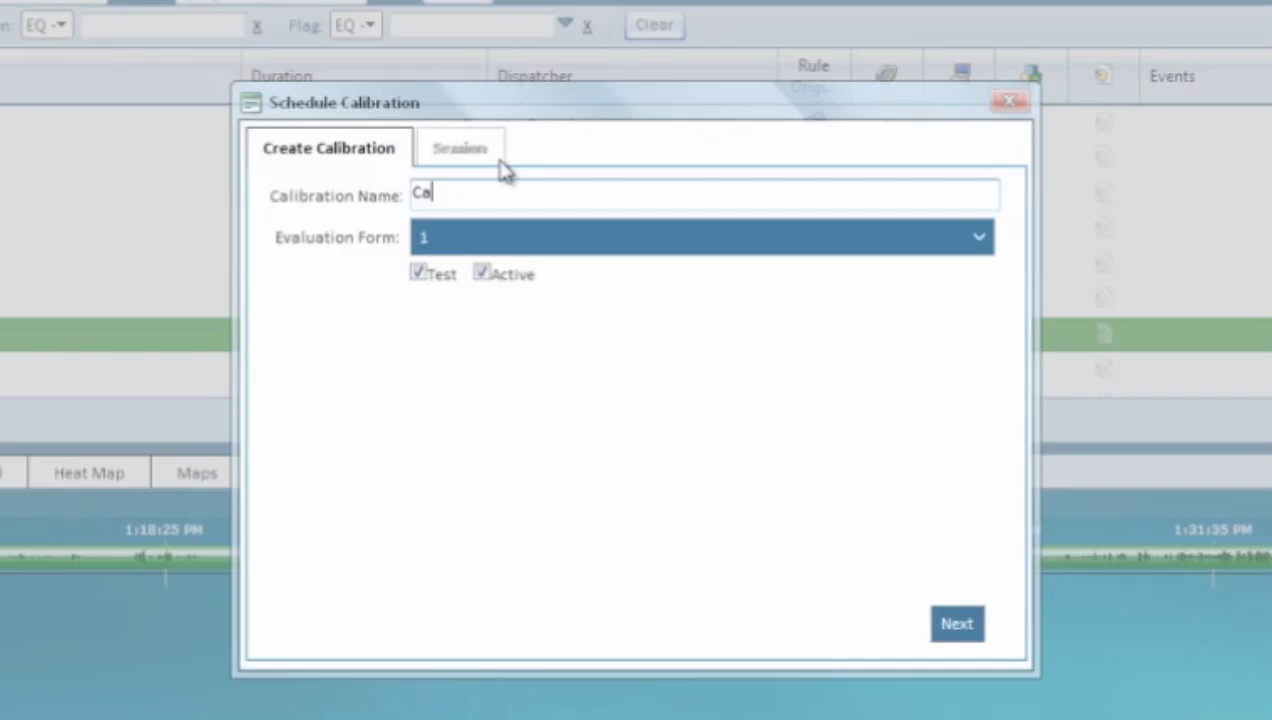 n: EQ - X Flag: EQ - X Clear
Duration Dispatcher Rule Origi... Events
Schedule Calibration
Create Calibration Session
Calibration Name: Ca
Evaluation Form: 1
Test Active
Heat Map Maps
1:18:25 PM 1:31:35 PM
Next